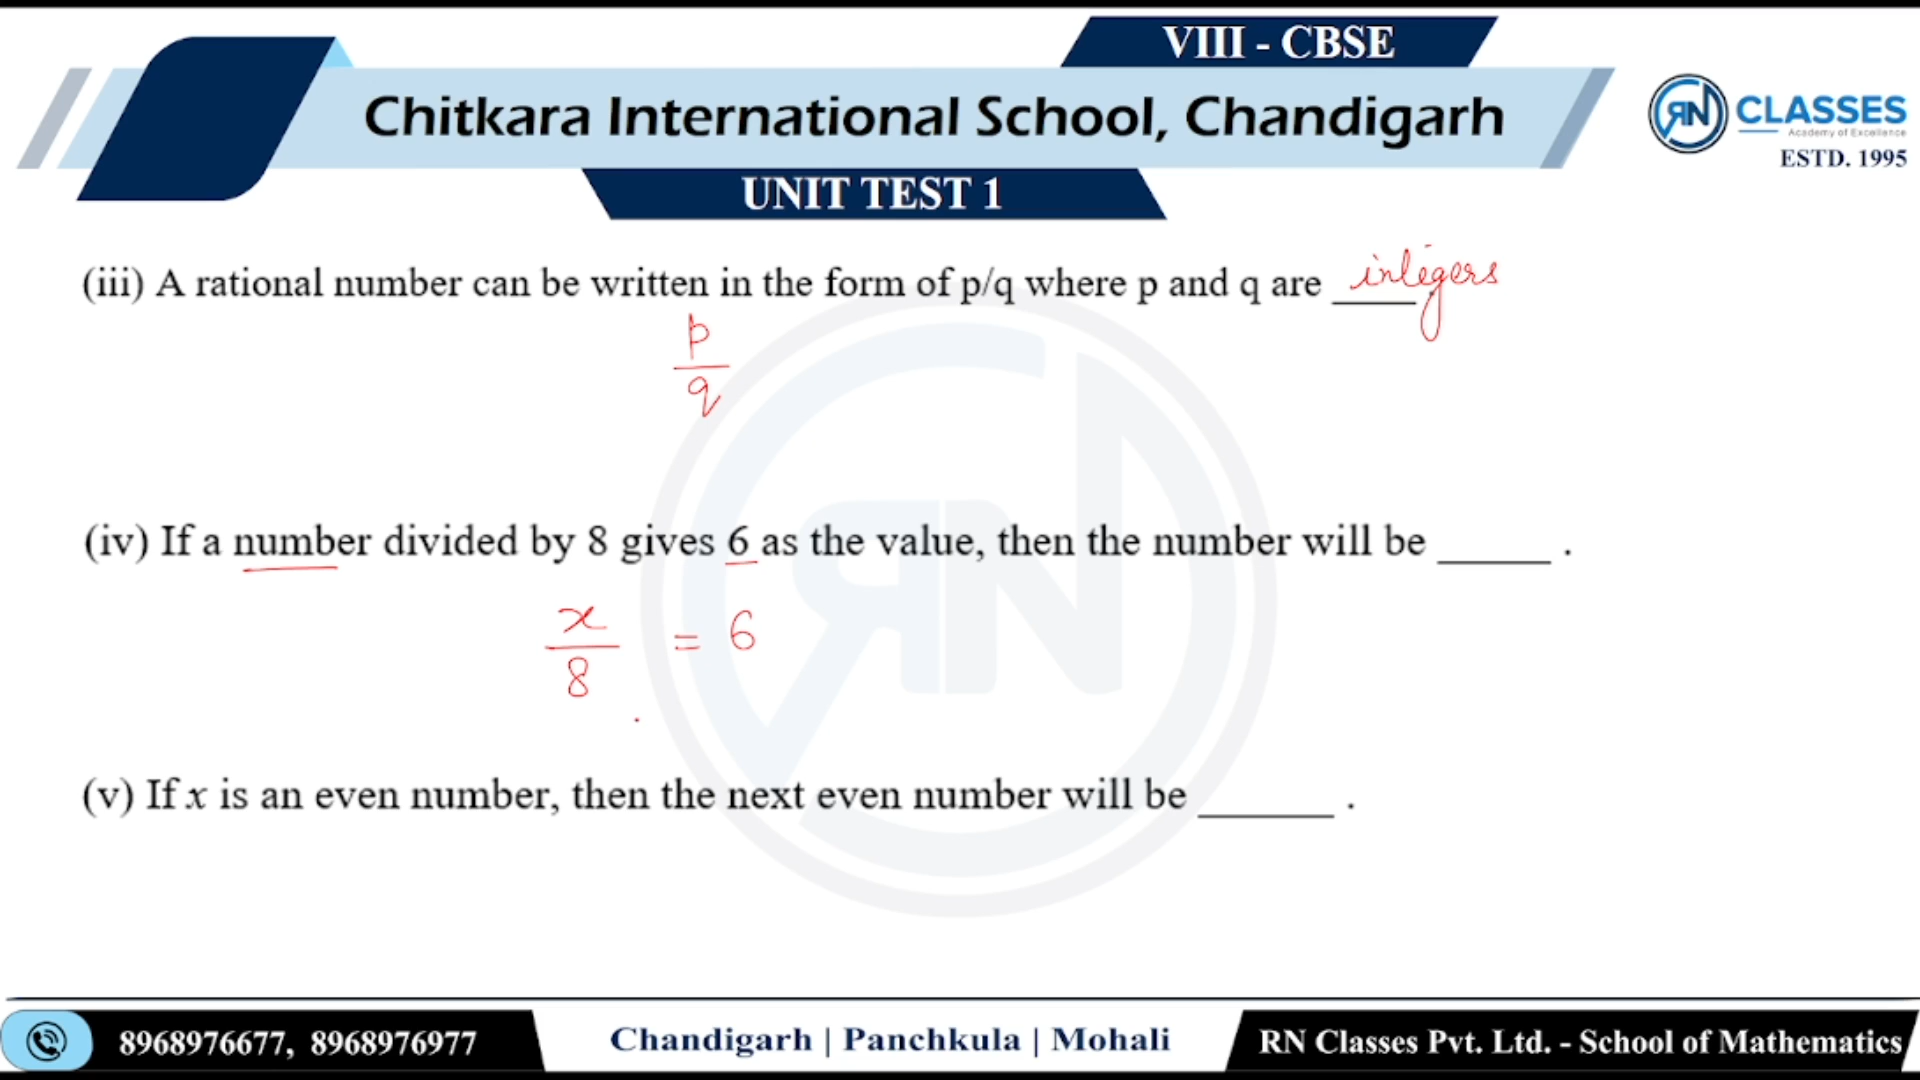 VIII - CBSE
Chitkara International School, Chandigarh
RN CLASSES
Academy of Excellence
ESTD. 1995
UNIT TEST 1
(iii) A rational number can be written in the form of p/q where p and q are integers
p
q
(iv) If a number divided by 8 gives 6 as the value, then the number will be _____ .
x
8
= 6
(v) If x is an even number, then the next even number will be ______ .
RN
8968976677, 8968976977
Chandigarh | Panchkula | Mohali
RN Classes Pvt. Ltd. - School of Mathematics